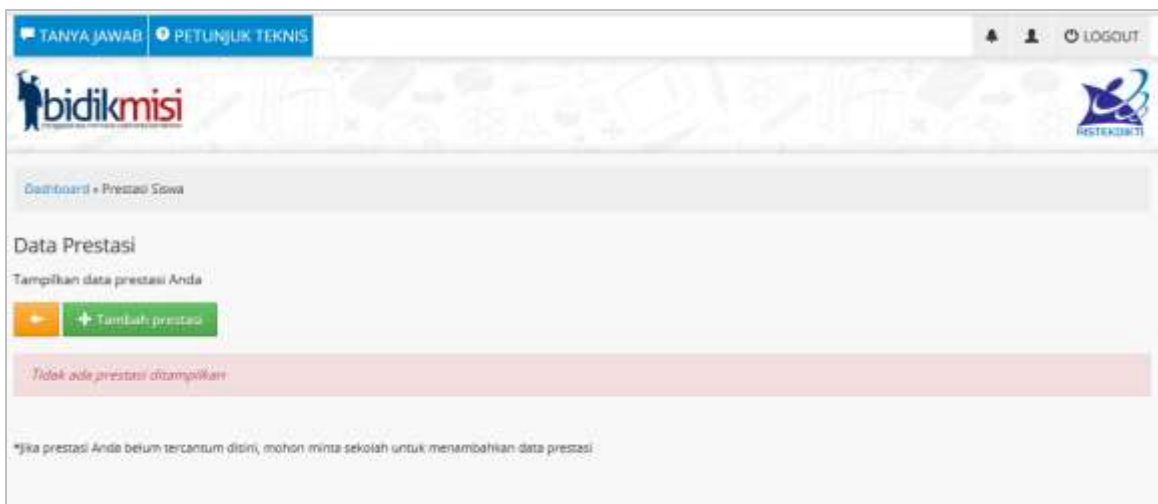 TANYA JAWAB PETUNJUK TEKNIS LOGOUT
bidikmisi
RISTEKDIKTI
Dashboard » Prestasi Siswa
Data Prestasi
Tampilkan data prestasi Anda
+ Tambah prestasi
Tidak ada prestasi ditampilkan
*Jika prestasi Anda belum tercantum disini, mohon minta sekolah untuk menambahkan data prestasi